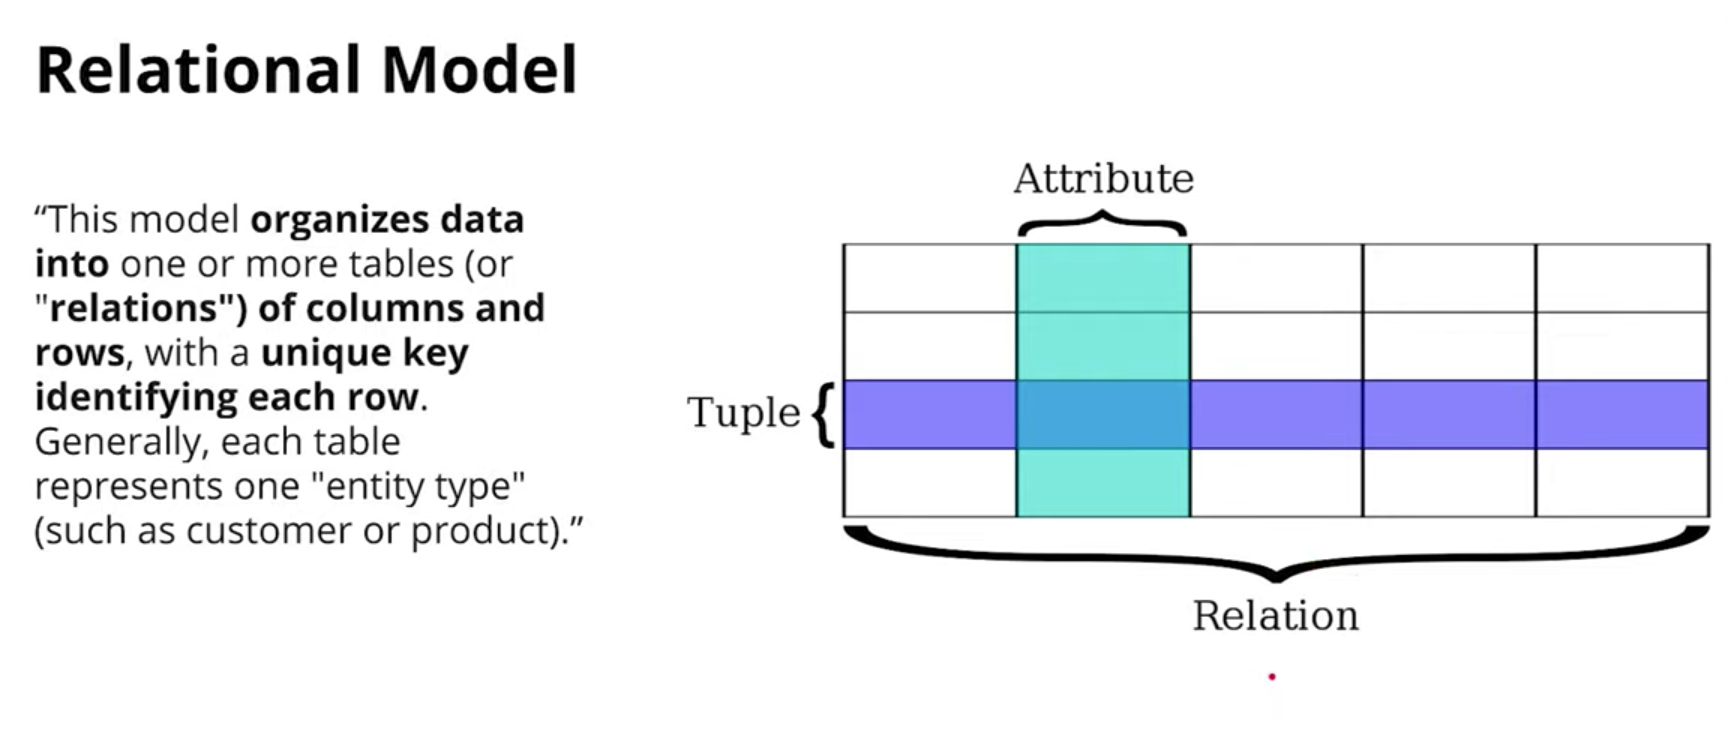 Relational Model
“This model organizes data
into one or more tables (or
"relations") of columns and
rows, with a unique key
identifying each row.
Generally, each table
represents one "entity type"
(such as customer or product).”
Attribute
Tuple
Relation